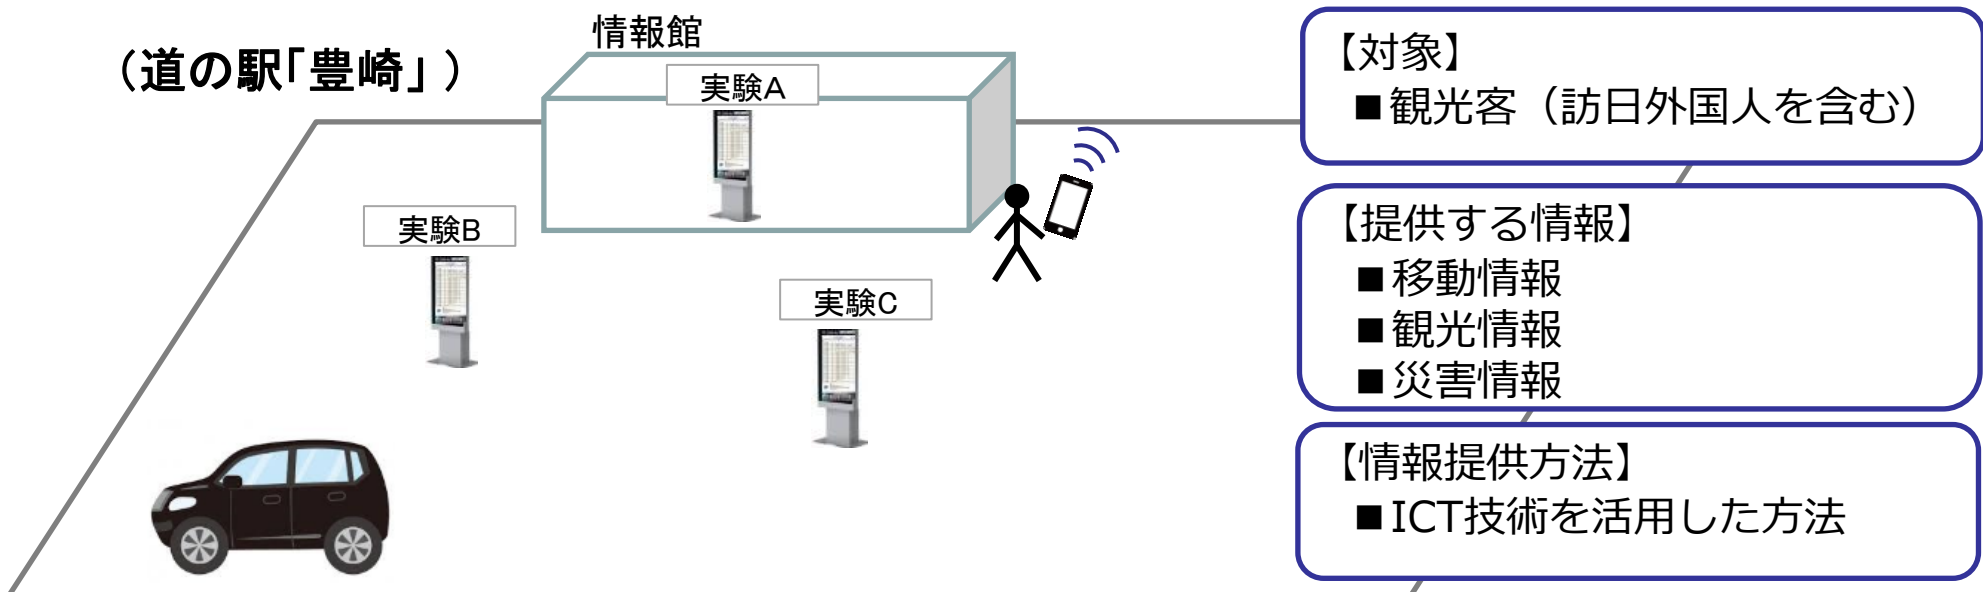 （道の駅「豊崎」）
情報館
実験A
実験B
実験C
【対象】
■観光客（訪日外国人を含む）
【提供する情報】
■移動情報
■観光情報
■災害情報
【情報提供方法】
■ICT技術を活用した方法